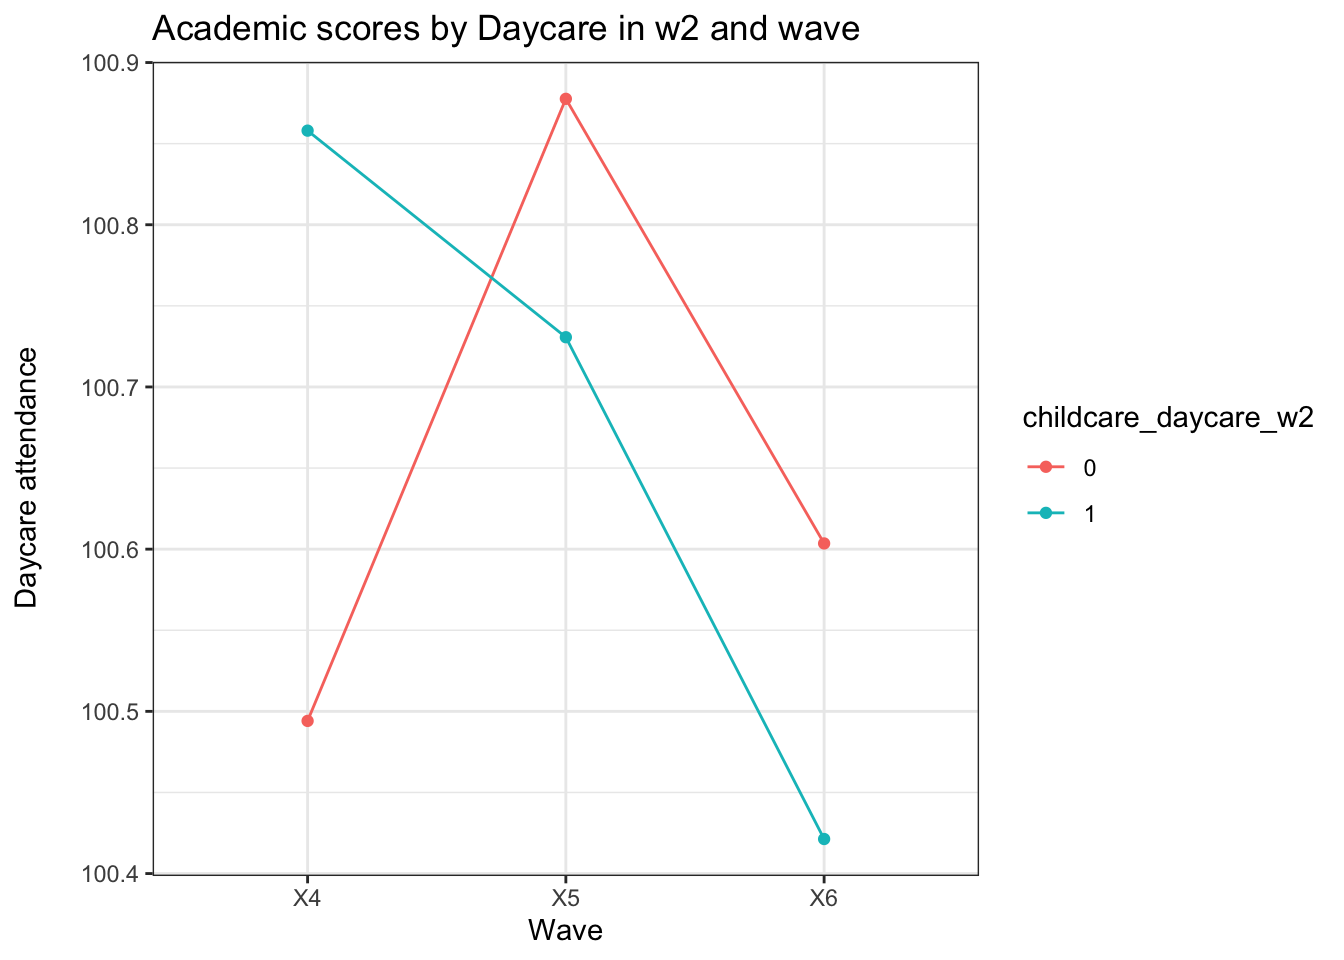 Academic scores by Daycare in w2 and wave
100.9
100.8
100.7
100.6
100.5
100.4
Daycare attendance
X4 X5 X6
Wave
childcare_daycare_w2
0
1